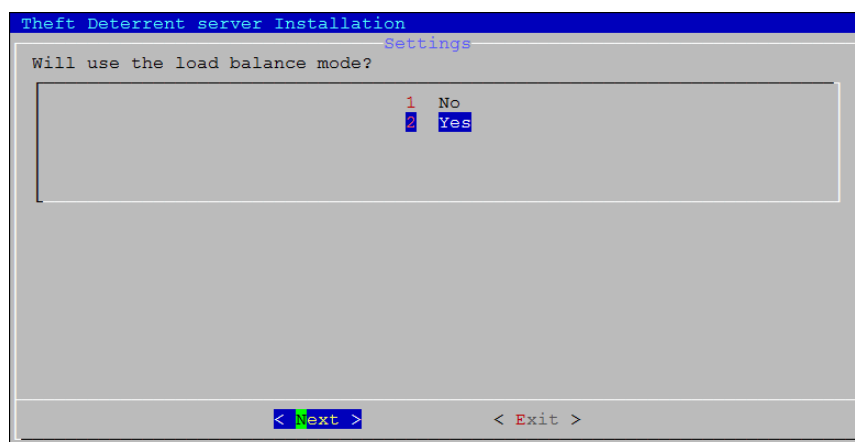 Theft Deterrent server Installation
Settings
Will use the load balance mode?
1 No
2 Yes
< Next > < Exit >